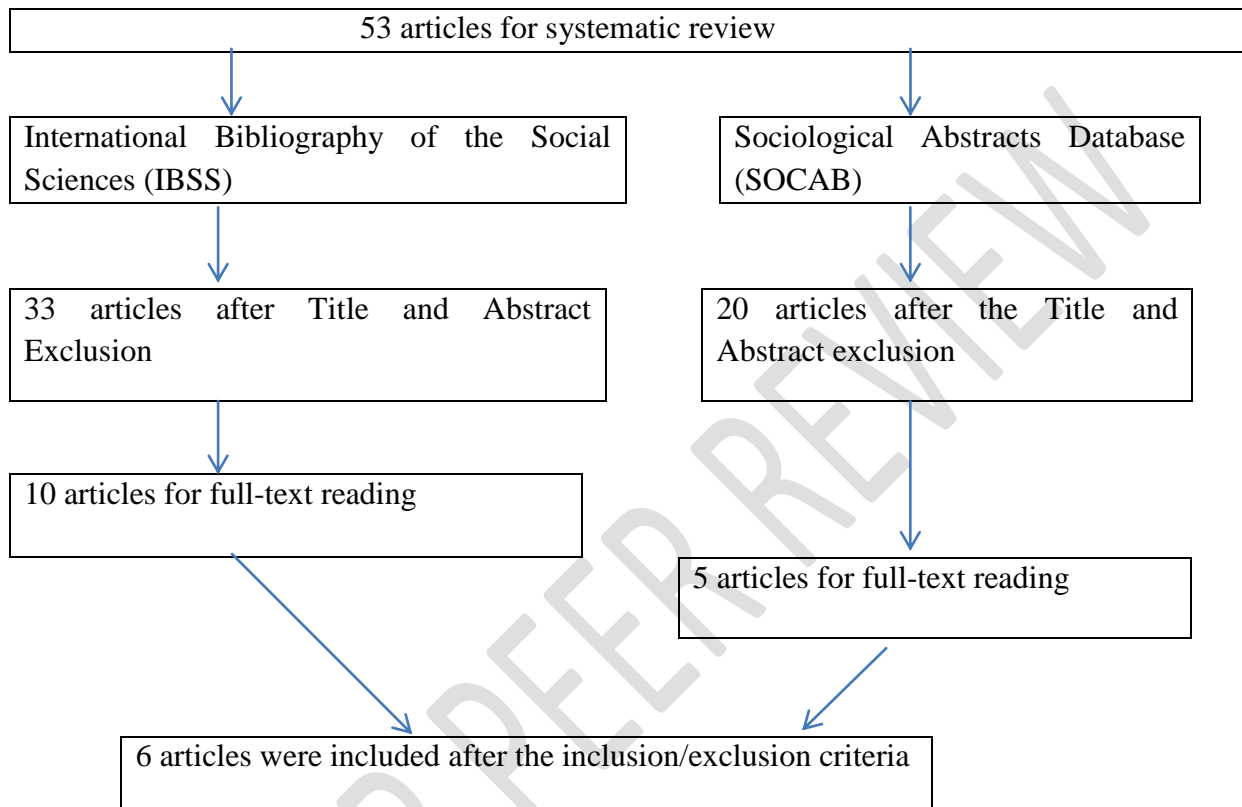 53 articles for systematic review
International Bibliography of the Social
Sciences (IBSS)
Sociological Abstracts Database
(SOCAB)
33 articles after Title and Abstract
Exclusion
20 articles after the Title and
Abstract exclusion
10 articles for full-text reading
5 articles for full-text reading
6 articles were included after the inclusion/exclusion criteria
PEER REVIEW